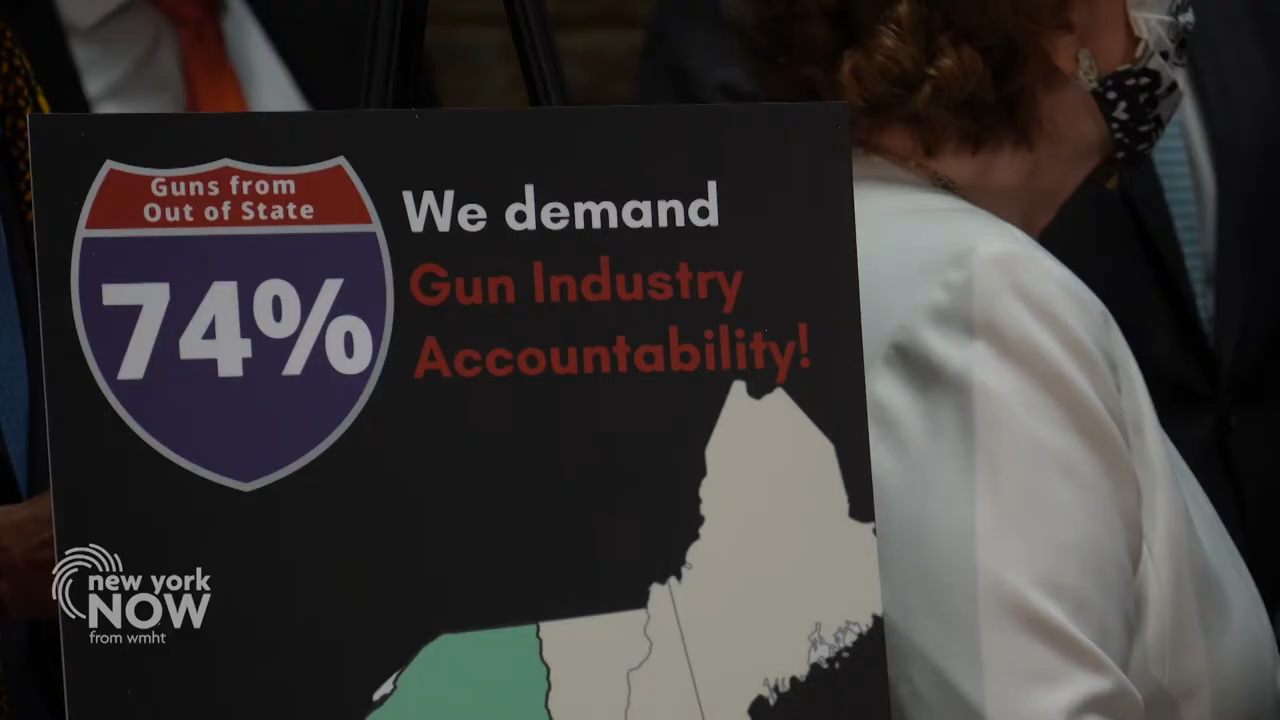 Guns from
Out of State
74%
We demand
Gun Industry
Accountability!
new york
NOW
from wmht